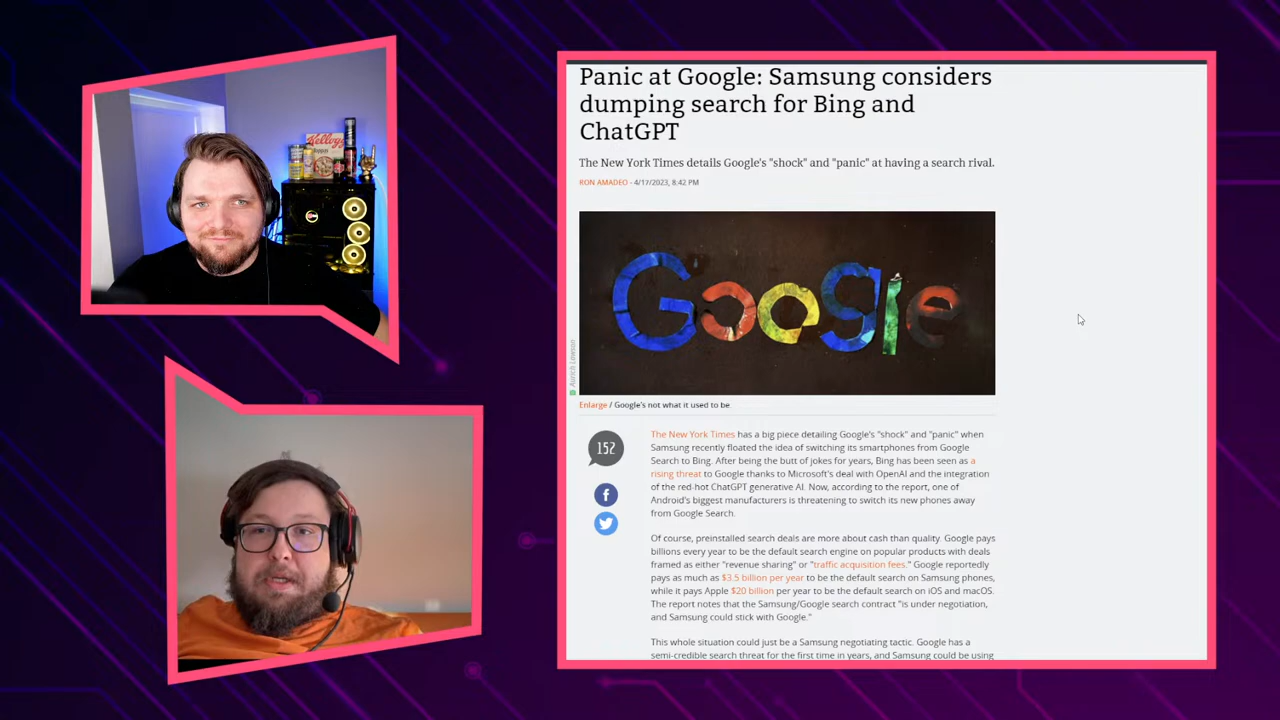 Kellogg's
Panic at Google: Samsung considers
dumping search for Bing and
ChatGPT
The New York Times details Google's "shock" and "panic" at having a search rival.
RON AMADEO - 4/17/2023, 8:42 PM
Google
Aurich Lawson
Enlarge / Google's not what it used to be
152
The New York Times has a big piece detailing Google's "shock" and "panic" when
Samsung recently floated the idea of switching its smartphones from Google
Search to Bing. After being the butt of jokes for years, Bing has been seen as a
rising threat to Google thanks to Microsoft's deal with OpenAI and the integration
of the red-hot ChatGPT generative AI. Now, according to the report, one of
Android's biggest manufacturers is threatening to switch its new phones away
from Google Search.
Of course, preinstalled search deals are more about cash than quality. Google pays
billions every year to be the default search engine on popular products with deals
framed as either "revenue sharing" or "traffic acquisition fees." Google reportedly
pays as much as $3.5 billion per year to be the default search on Samsung phones,
while it pays Apple $20 billion per year to be the default search on iOS and macOS.
The report notes that the Samsung/Google search contract "is under negotiation,
and Samsung could stick with Google."
This whole situation could just be a Samsung negotiating tactic. Google has a
semi-credible search threat for the first time in years, and Samsung could be using